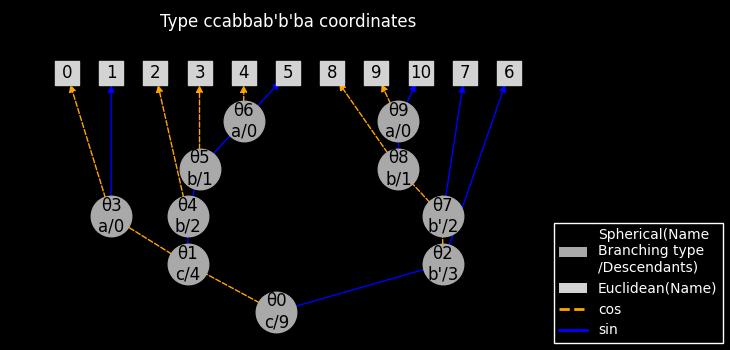 Type ccabbab'b'ba coordinates
0 1 2 3 4 5 8 9 10 7 6
θ6
a/0
θ9
a/0
θ5
b/1
θ8
b/1
θ3
a/0
θ4
b/2
θ7
b'/2
θ1
c/4
θ2
b'/3
θ0
c/9
Spherical(Name
Branching type
/Descendants)
Euclidean(Name)
cos
sin